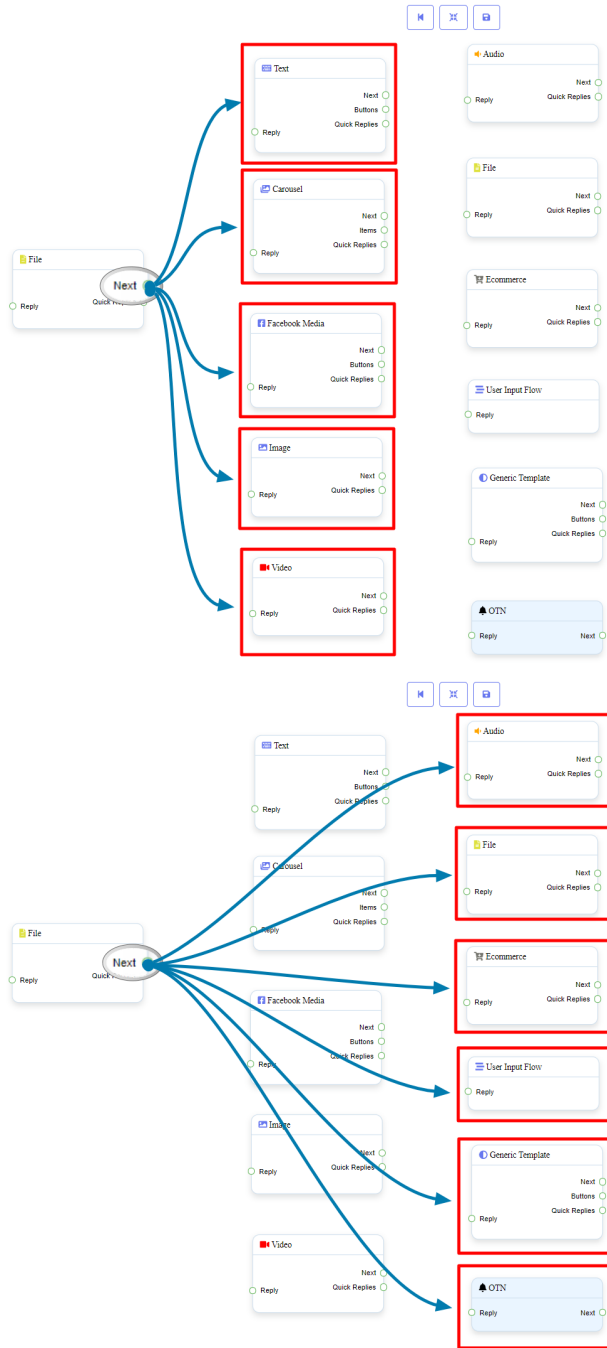 Text
Next
Buttons
Quick Replies
Reply
Carousel
Next
Items
Quick Replies
Reply
File
Next
Reply
Facebook Media
Next
Buttons
Quick Replies
Reply
Image
Next
Quick Replies
Reply
Video
Next
Quick Replies
Reply
Audio
Next
Quick Replies
Reply
File
Next
Quick Replies
Reply
Ecommerce
Next
Quick Replies
Reply
User Input Flow
Reply
Generic Template
Next
Buttons
Quick Replies
Reply
OTN
Reply Next
Text
Next
Buttons
Quick Replies
Reply
Carousel
Next
Items
Quick Replies
Reply
File
Next
Reply
Facebook Media
Next
Buttons
Quick Replies
Reply
Image
Next
Quick Replies
Reply
Video
Next
Quick Replies
Reply
Audio
Next
Quick Replies
Reply
File
Next
Quick Replies
Reply
Ecommerce
Next
Quick Replies
Reply
User Input Flow
Reply
Generic Template
Next
Buttons
Quick Replies
Reply
OTN
Reply Next